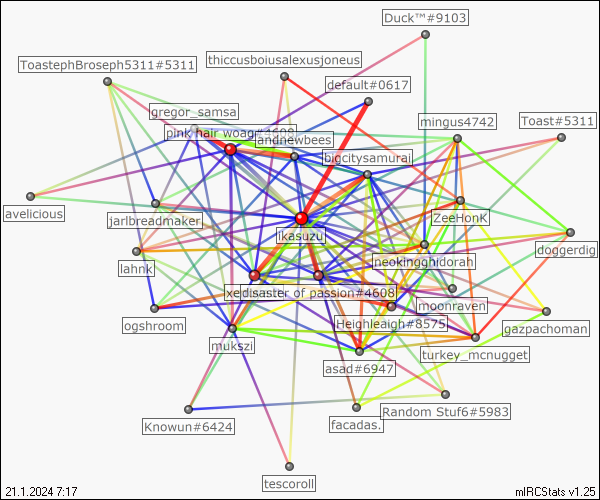 Duck™#9103
ToastephBroseph5311#5311
thiccusboiusalexusjoneus
default#0617
gregor_samsa
mingus4742
Toast#5311
pink hair woag#4608
andnewbees
bigcitysamurai
avelicious
jarlbreadmaker
ZeeHonK
ikasuzu
doggerdig
lahnk
neokingghidorah
disaster of passion#4608
moonraven
ogshroom
Heighleaigh#8575
gazpachoman
mukszi
turkey_mcnugget
asad#6947
Random Stuf6#5983
Knowun#6424
facadas.
tescoroll
21.1.2024 7:17
mIRCStats v1.25